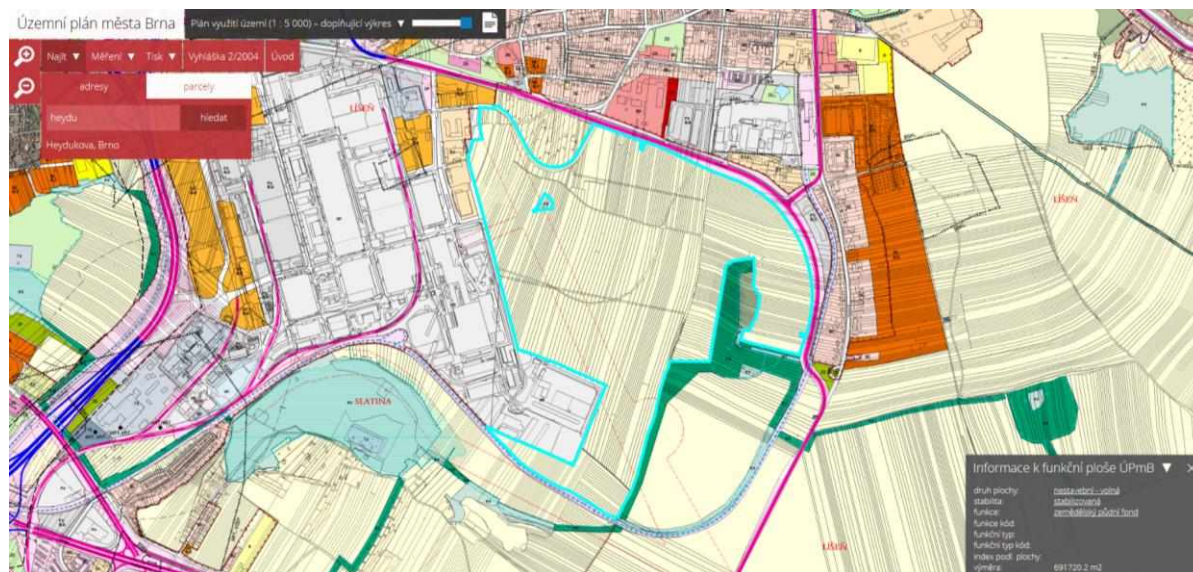 Územní plán města Brna
Plán využití území (1 : 5 000) – doplňující výkres ▼
Najít ▼ Měření ▼ Tisk ▼ Vyhláška 2/2004 Úvod
adresy parcely
heydu hledat
Heydukova, Brno
LÍŠEŇ
LÍŠEŇ
SLATINA
LÍŠEŇ
Informace k funkční ploše ÚPmB ▼
druh plochy: nestavební - volná
stabilita: stabilizovaná
funkce: zemědělský půdní fond
funkce kód:
funkční typ:
funkční typ kód:
index podl. plochy:
výměra: 691720.2 m2